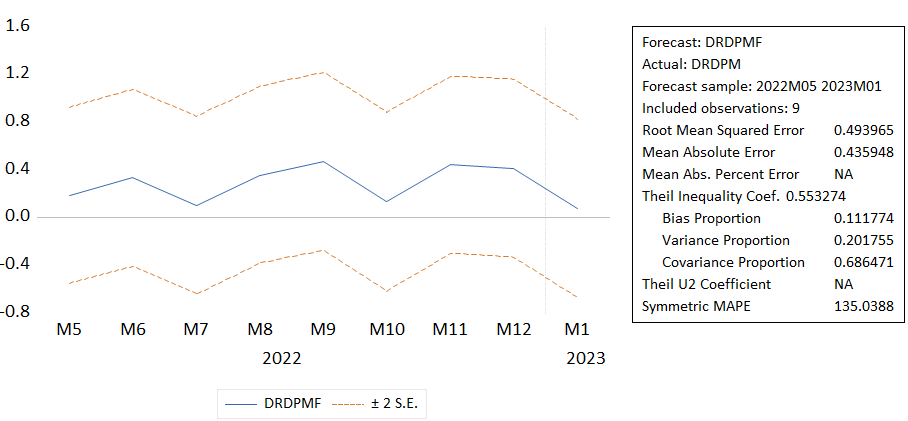 1.6
1.2
0.8
0.4
0.0
-0.4
-0.8
M5 M6 M7 M8 M9 M10 M11 M12 M1
2022 2023
DRDPMF ± 2 S.E.
Forecast: DRDPMF
Actual: DRDPM
Forecast sample: 2022M05 2023M01
Included observations: 9
Root Mean Squared Error 0.493965
Mean Absolute Error 0.435948
Mean Abs. Percent Error NA
Theil Inequality Coef. 0.553274
Bias Proportion 0.111774
Variance Proportion 0.201755
Covariance Proportion 0.686471
Theil U2 Coefficient NA
Symmetric MAPE 135.0388